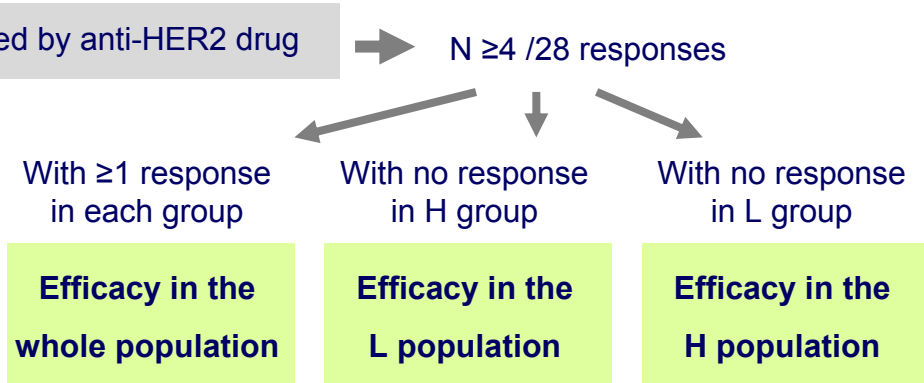 ed by anti-HER2 drug
N ≥4 /28 responses
With ≥1 response
in each group
With no response
in H group
With no response
in L group
Efficacy in the
whole population
Efficacy in the
L population
Efficacy in the
H population